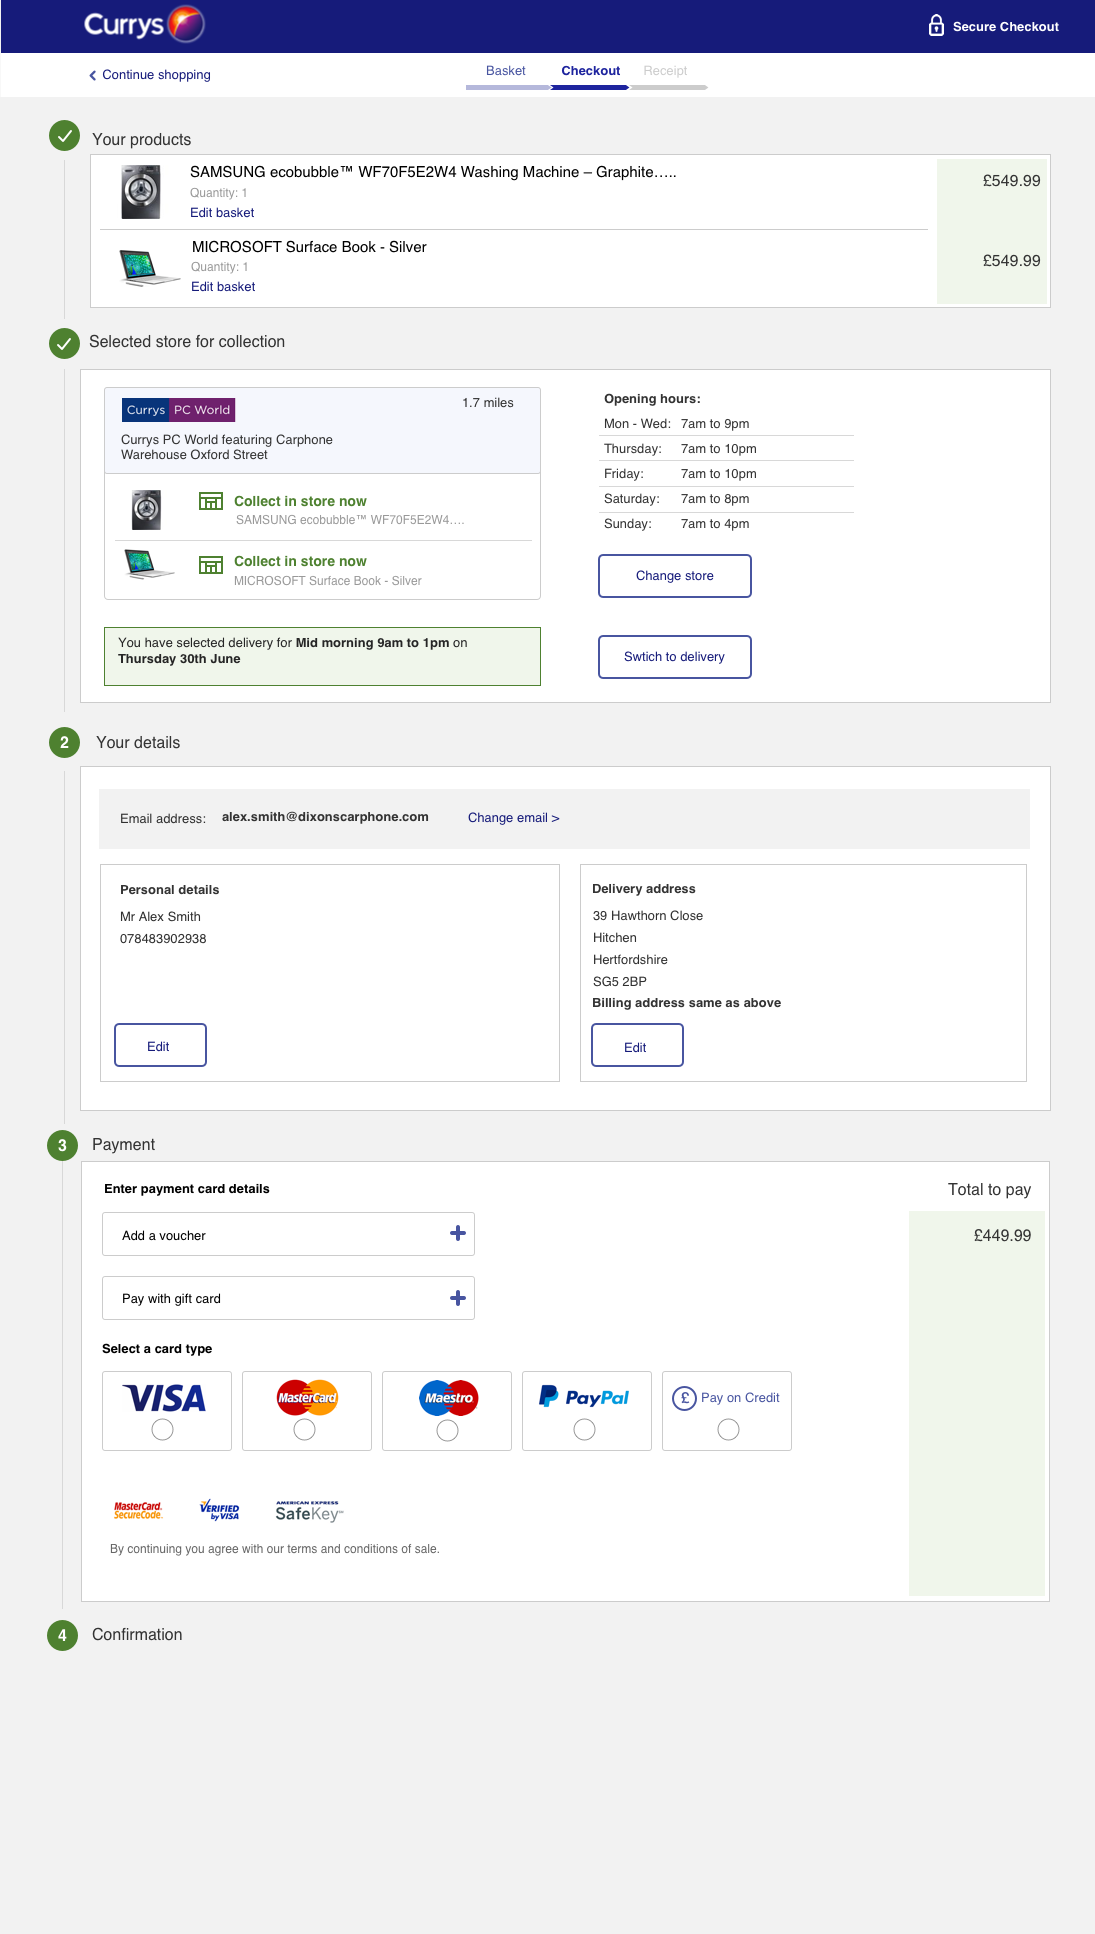 Currys
Secure Checkout
Continue shopping
Basket
Checkout
Receipt
Your products
SAMSUNG ecobubble™ WF70F5E2W4 Washing Machine – Graphite.....
£549.99
Quantity: 1
Edit basket
MICROSOFT Surface Book - Silver
£549.99
Quantity: 1
Edit basket
Selected store for collection
Currys PC World
1.7 miles
Currys PC World featuring Carphone
Warehouse Oxford Street
Collect in store now
SAMSUNG ecobubble™ WF70F5E2W4....
Collect in store now
MICROSOFT Surface Book - Silver
Opening hours:
Mon - Wed: 7am to 9pm
Thursday: 7am to 10pm
Friday: 7am to 10pm
Saturday: 7am to 8pm
Sunday: 7am to 4pm
Change store
You have selected delivery for Mid morning 9am to 1pm on
Thursday 30th June
Swtich to delivery
2 Your details
Email address: alex.smith@dixonscarphone.com Change email >
Personal details
Mr Alex Smith
078483902938
Edit
Delivery address
39 Hawthorn Close
Hitchen
Hertfordshire
SG5 2BP
Billing address same as above
Edit
3 Payment
Enter payment card details
Total to pay
Add a voucher
£449.99
Pay with gift card
Select a card type
VISA
MasterCard
Maestro
PayPal
£ Pay on Credit
MasterCard.
SecureCode.
VERIFIED
by VISA
AMERICAN EXPRESS
SafeKey℠
By continuing you agree with our terms and conditions of sale.
4 Confirmation